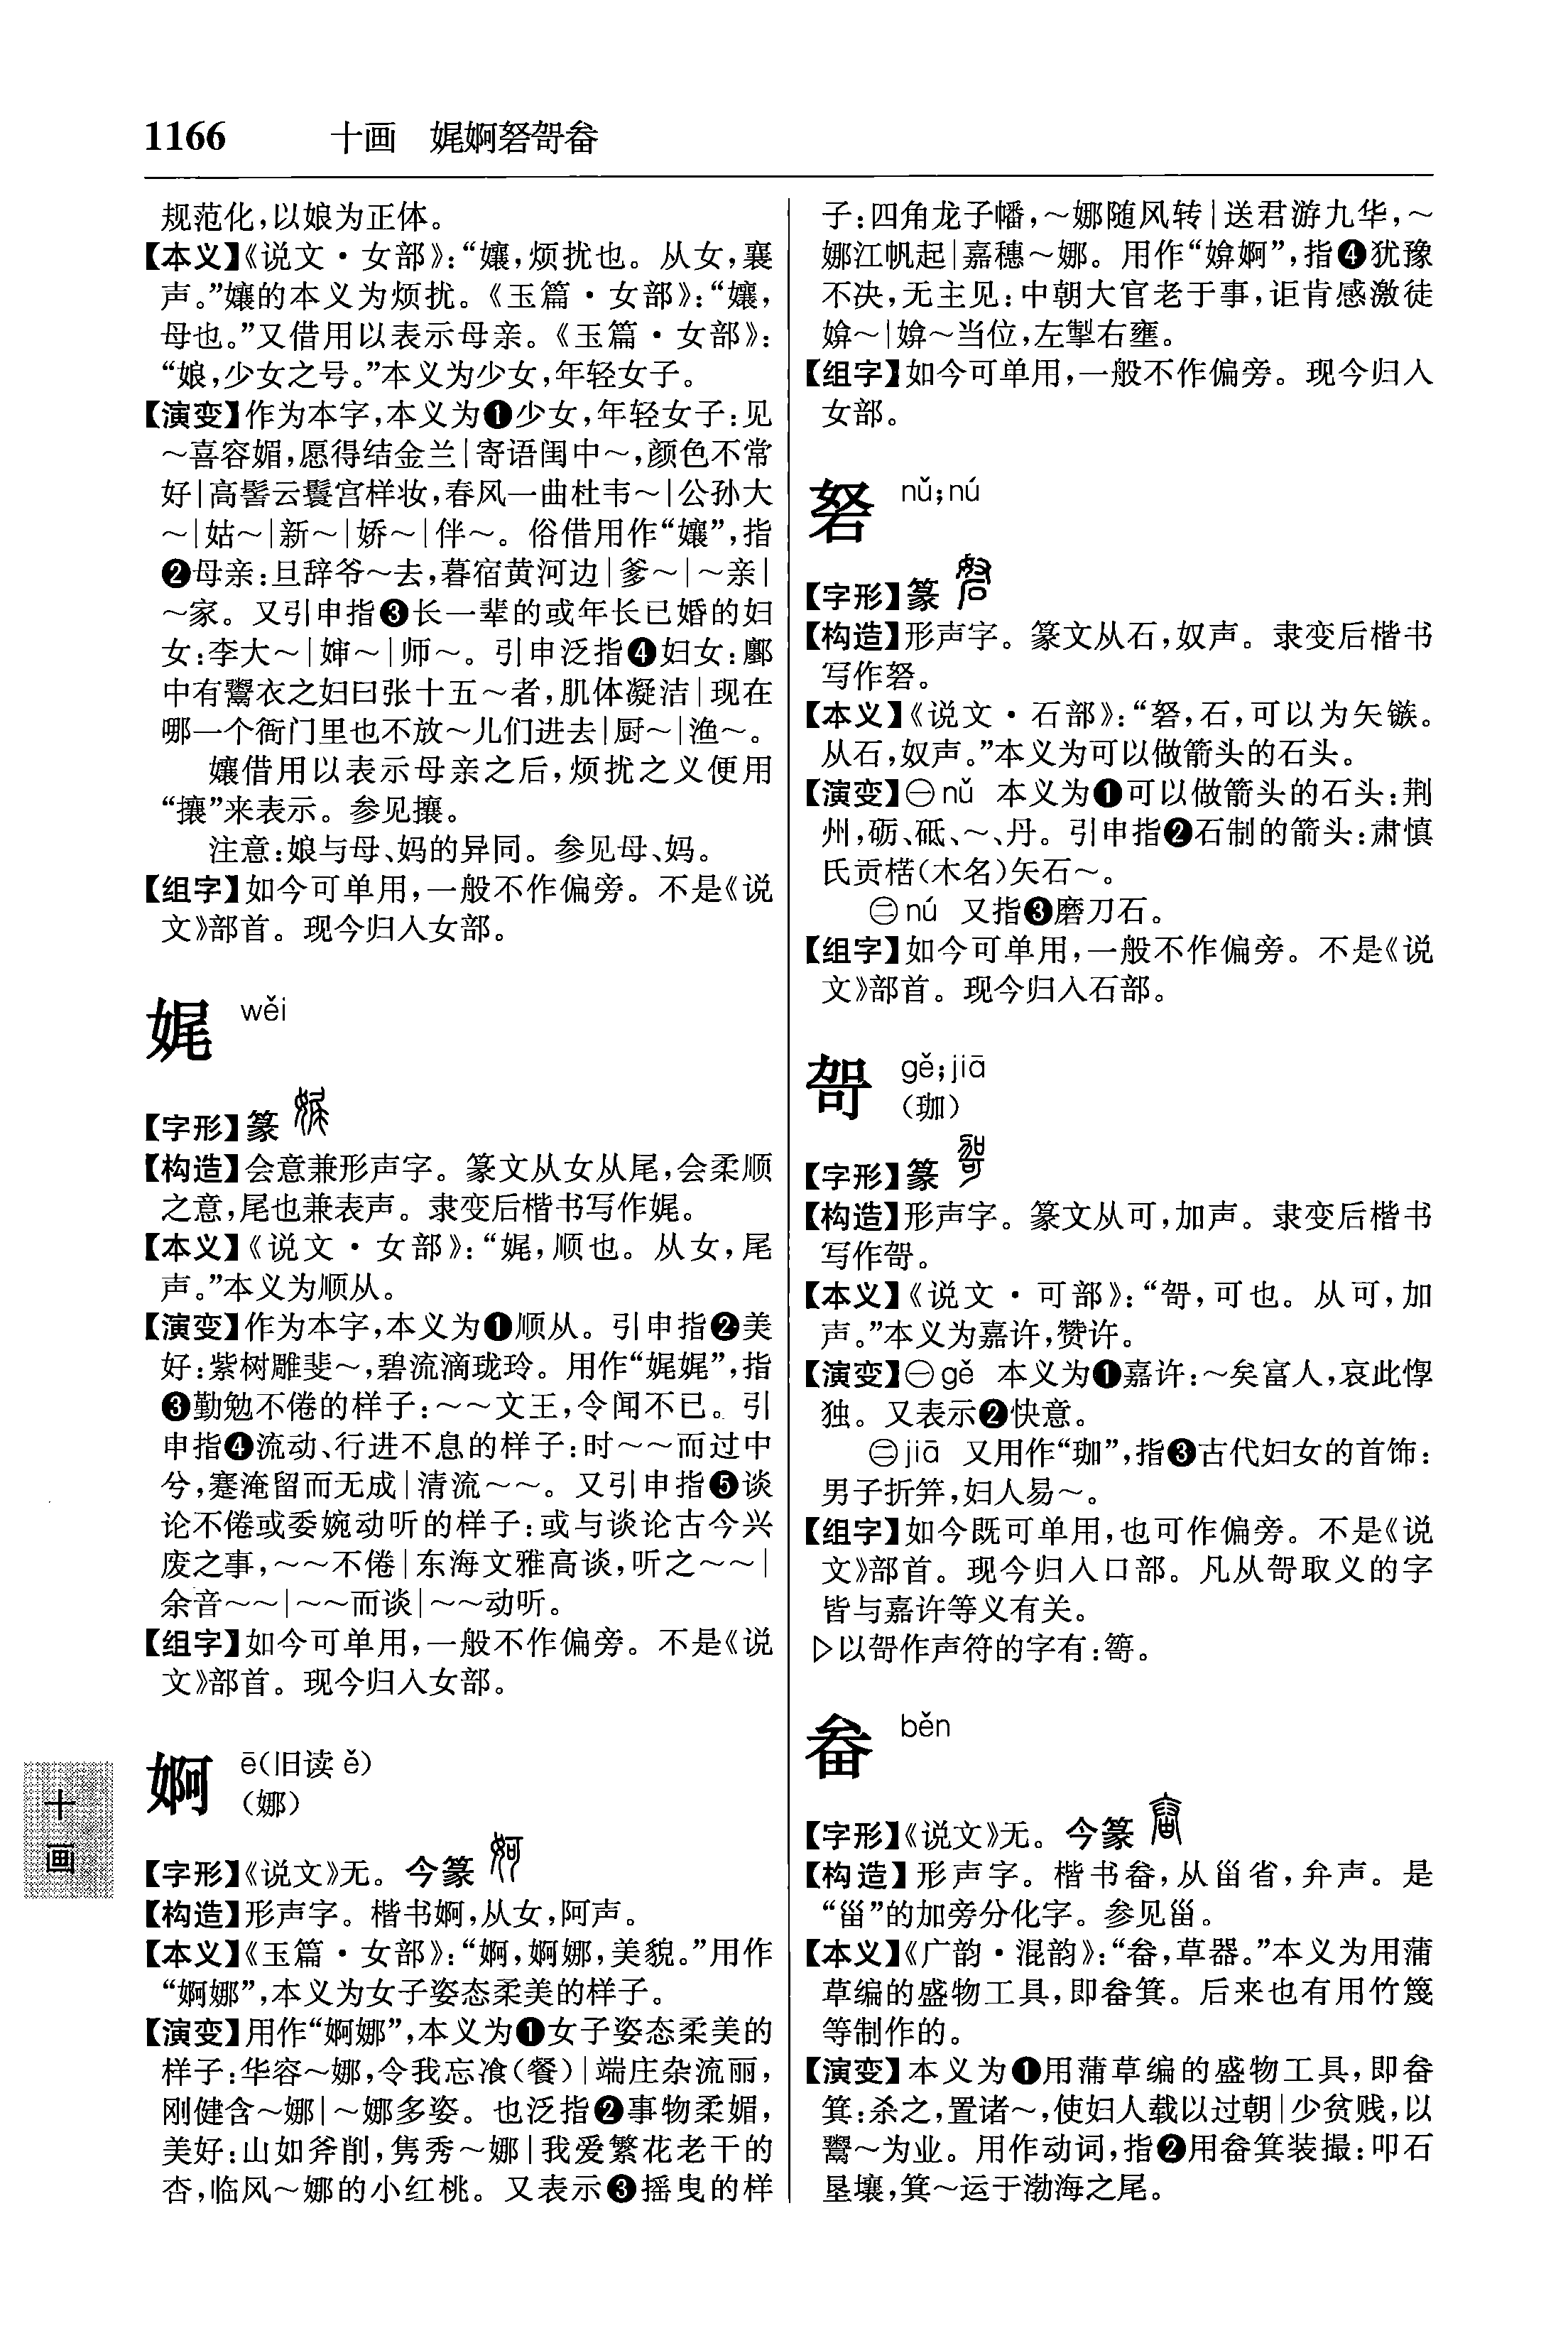 1166 十画 娓婀砮哿畚
规范化,以娘为正体。
【本义】《说文·女部》:“孃,烦扰也。从女,襄
声。”孃的本义为烦扰。《玉篇·女部》:“孃,
母也。”又借用以表示母亲。《玉篇·女部》:
“娘,少女之号。”本义为少女,年轻女子。
【演变】作为本字,本义为❶少女,年轻女子:见
～喜容媚,愿得结金兰|寄语闺中～,颜色不常
好|高髻云鬟宫样妆,春风一曲杜韦～|公孙大
～|姑～|新～|娇～|伴～。俗借用作“孃”,指
❷母亲:旦辞爷～去,暮宿黄河边|爹～|～亲|
～家。又引申指❸长一辈的或年长已婚的妇
女:李大～|婶～|师～。引申泛指❹妇女:鄽
中有鬻衣之妇曰张十五～者,肌体凝洁|现在
哪一个衙门里也不放～儿们进去|厨～|渔～。
孃借用以表示母亲之后,烦扰之义便用
“攘”来表示。参见攘。
注意:娘与母、妈的异同。参见母、妈。
【组字】如今可单用,一般不作偏旁。不是《说
文》部首。现今归入女部。
娓 wěi
【字形】篆
【构造】会意兼形声字。篆文从女从尾,会柔顺
之意,尾也兼表声。隶变后楷书写作娓。
【本义】《说文·女部》:“娓,顺也。从女,尾
声。”本义为顺从。
【演变】作为本字,本义为❶顺从。引申指❷美
好:紫树雕斐～,碧流滴珑玲。用作“娓娓”,指
❸勤勉不倦的样子:～～文王,令闻不已。引
申指❹流动、行进不息的样子:时～～而过中
兮,蹇淹留而无成|清流～～。又引申指❺谈
论不倦或委婉动听的样子:或与谈论古今兴
废之事,～～不倦|东海文雅高谈,听之～～|
余音～～|～～而谈|～～动听。
【组字】如今可单用,一般不作偏旁。不是《说
文》部首。现今归入女部。
婀 ē(旧读ě)
(娜)
【字形】《说文》无。今篆
【构造】形声字。楷书婀,从女,阿声。
【本义】《玉篇·女部》:“婀,婀娜,美貌。”用作
“婀娜”,本义为女子姿态柔美的样子。
【演变】用作“婀娜”,本义为❶女子姿态柔美的
样子:华容～娜,令我忘飡(餐)|端庄杂流丽,
刚健含～娜|～娜多姿。也泛指❷事物柔媚,
美好:山如斧削,隽秀～娜|我爱繁花老干的
杏,临风～娜的小红桃。又表示❸摇曳的样
子:四角龙子幡,～娜随风转|送君游九华,～
娜江帆起|嘉穗～娜。用作“媕婀”,指❹犹豫
不决,无主见:中朝大官老于事,讵肯感激徒
媕～|媕～当位,左掣右壅。
【组字】如今可单用,一般不作偏旁。现今归入
女部。
砮 nǔ;nú
【字形】篆
【构造】形声字。篆文从石,奴声。隶变后楷书
写作砮。
【本义】《说文·石部》:“砮,石,可以为矢镞。
从石,奴声。”本义为可以做箭头的石头。
【演变】㊀nǔ 本义为❶可以做箭头的石头:荆
州,砺、砥、～、丹。引申指❷石制的箭头:肃慎
氏贡楛(木名)矢石～。
㊁nú 又指❸磨刀石。
【组字】如今可单用,一般不作偏旁。不是《说
文》部首。现今归入石部。
哿 gě;jiā
(珈)
【字形】篆
【构造】形声字。篆文从可,加声。隶变后楷书
写作哿。
【本义】《说文·可部》:“哿,可也。从可,加
声。”本义为嘉许,赞许。
【演变】㊀gě 本义为❶嘉许:～矣富人,哀此惸
独。又表示❷快意。
㊁jiā 又用作“珈”,指❸古代妇女的首饰:
男子折笄,妇人易～。
【组字】如今既可单用,也可作偏旁。不是《说
文》部首。现今归入口部。凡从哿取义的字
皆与嘉许等义有关。
▷以哿作声符的字有:箬。
畚 běn
【字形】《说文》无。今篆
【构造】形声字。楷书畚,从甾省,弁声。是
“甾”的加旁分化字。参见甾。
【本义】《广韵·混韵》:“畚,草器。”本义为用蒲
草编的盛物工具,即畚箕。后来也有用竹篾
等制作的。
【演变】本义为❶用蒲草编的盛物工具,即畚
箕:杀之,置诸～,使妇人载以过朝|少贫贱,以
鬻～为业。用作动词,指❷用畚箕装撮:叩石
垦壤,箕～运于渤海之尾。
十
画